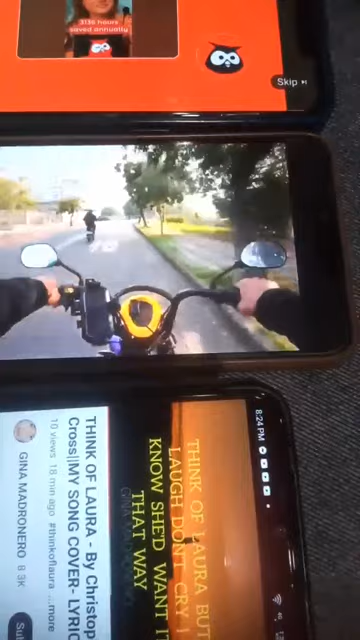 3136 hours
saved annually
Skip
8:24 PM
THINK OF LAURA BUT
LAUGH DON'T CRY I
KNOW SHE'D WANT IT
THAT WAY
THINK OF LAURA - By Christop
Cross||MY SONG COVER- LYRIC
10 views 18 min ago #thinkoflaura ...more
GINA MADRONERO 8.3K